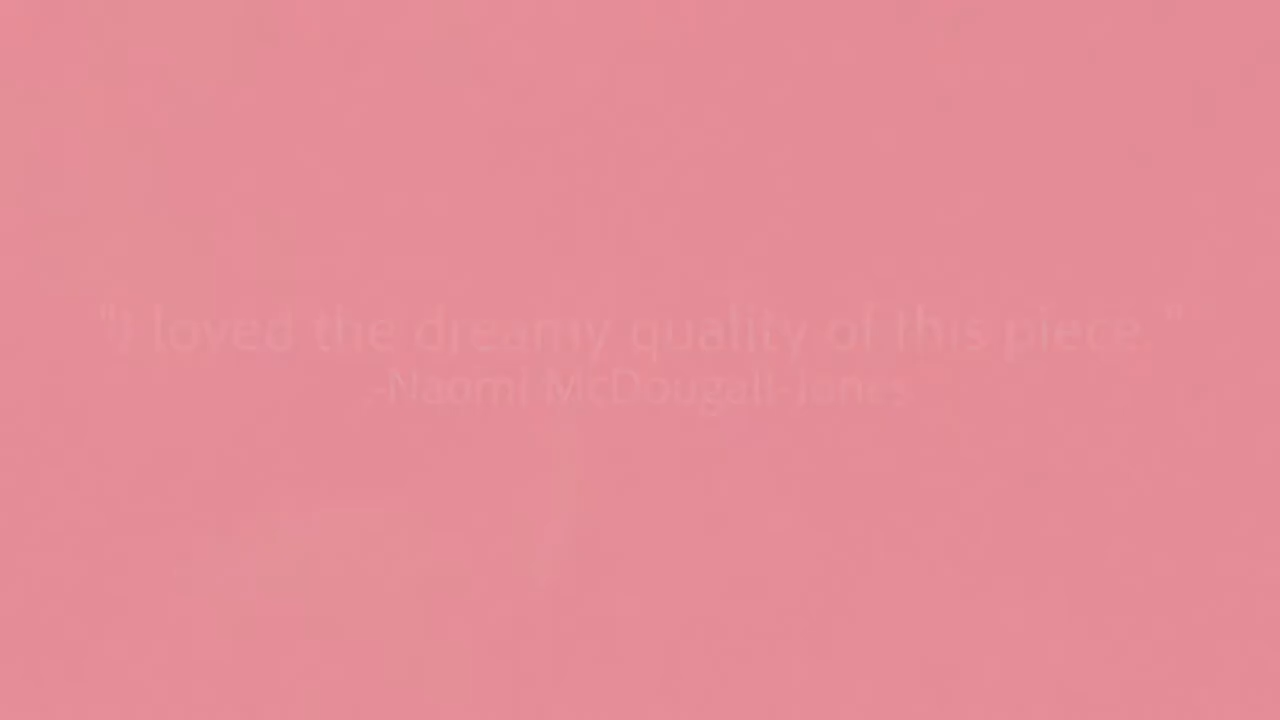 "I loved the dreamy quality of this piece."
-Naomi McDougall-Jones